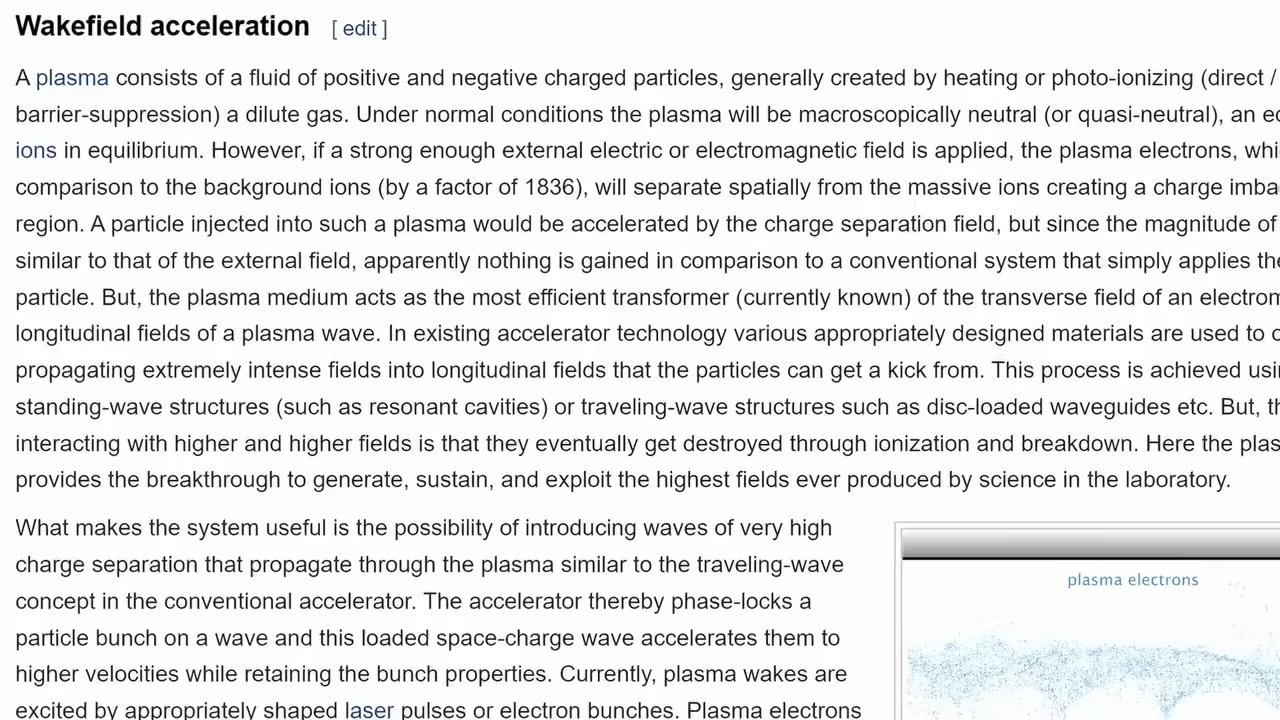 Wakefield acceleration [ edit ]
A plasma consists of a fluid of positive and negative charged particles, generally created by heating or photo-ionizing (direct /
barrier-suppression) a dilute gas. Under normal conditions the plasma will be macroscopically neutral (or quasi-neutral), an
ions in equilibrium. However, if a strong enough external electric or electromagnetic field is applied, the plasma electrons,
comparison to the background ions (by a factor of 1836), will separate spatially from the massive ions creating a charge
region. A particle injected into such a plasma would be accelerated by the charge separation field, but since the magnitude of
similar to that of the external field, apparently nothing is gained in comparison to a conventional system that simply applies
particle. But, the plasma medium acts as the most efficient transformer (currently known) of the transverse field of an
longitudinal fields of a plasma wave. In existing accelerator technology various appropriately designed materials are used to
propagating extremely intense fields into longitudinal fields that the particles can get a kick from. This process is achieved
standing-wave structures (such as resonant cavities) or traveling-wave structures such as disc-loaded waveguides etc. But,
interacting with higher and higher fields is that they eventually get destroyed through ionization and breakdown. Here the
provides the breakthrough to generate, sustain, and exploit the highest fields ever produced by science in the laboratory.
What makes the system useful is the possibility of introducing waves of very high
charge separation that propagate through the plasma similar to the traveling-wave
concept in the conventional accelerator. The accelerator thereby phase-locks a
particle bunch on a wave and this loaded space-charge wave accelerates them to
higher velocities while retaining the bunch properties. Currently, plasma wakes are
excited by appropriately shaped laser pulses or electron bunches. Plasma electrons
plasma electrons